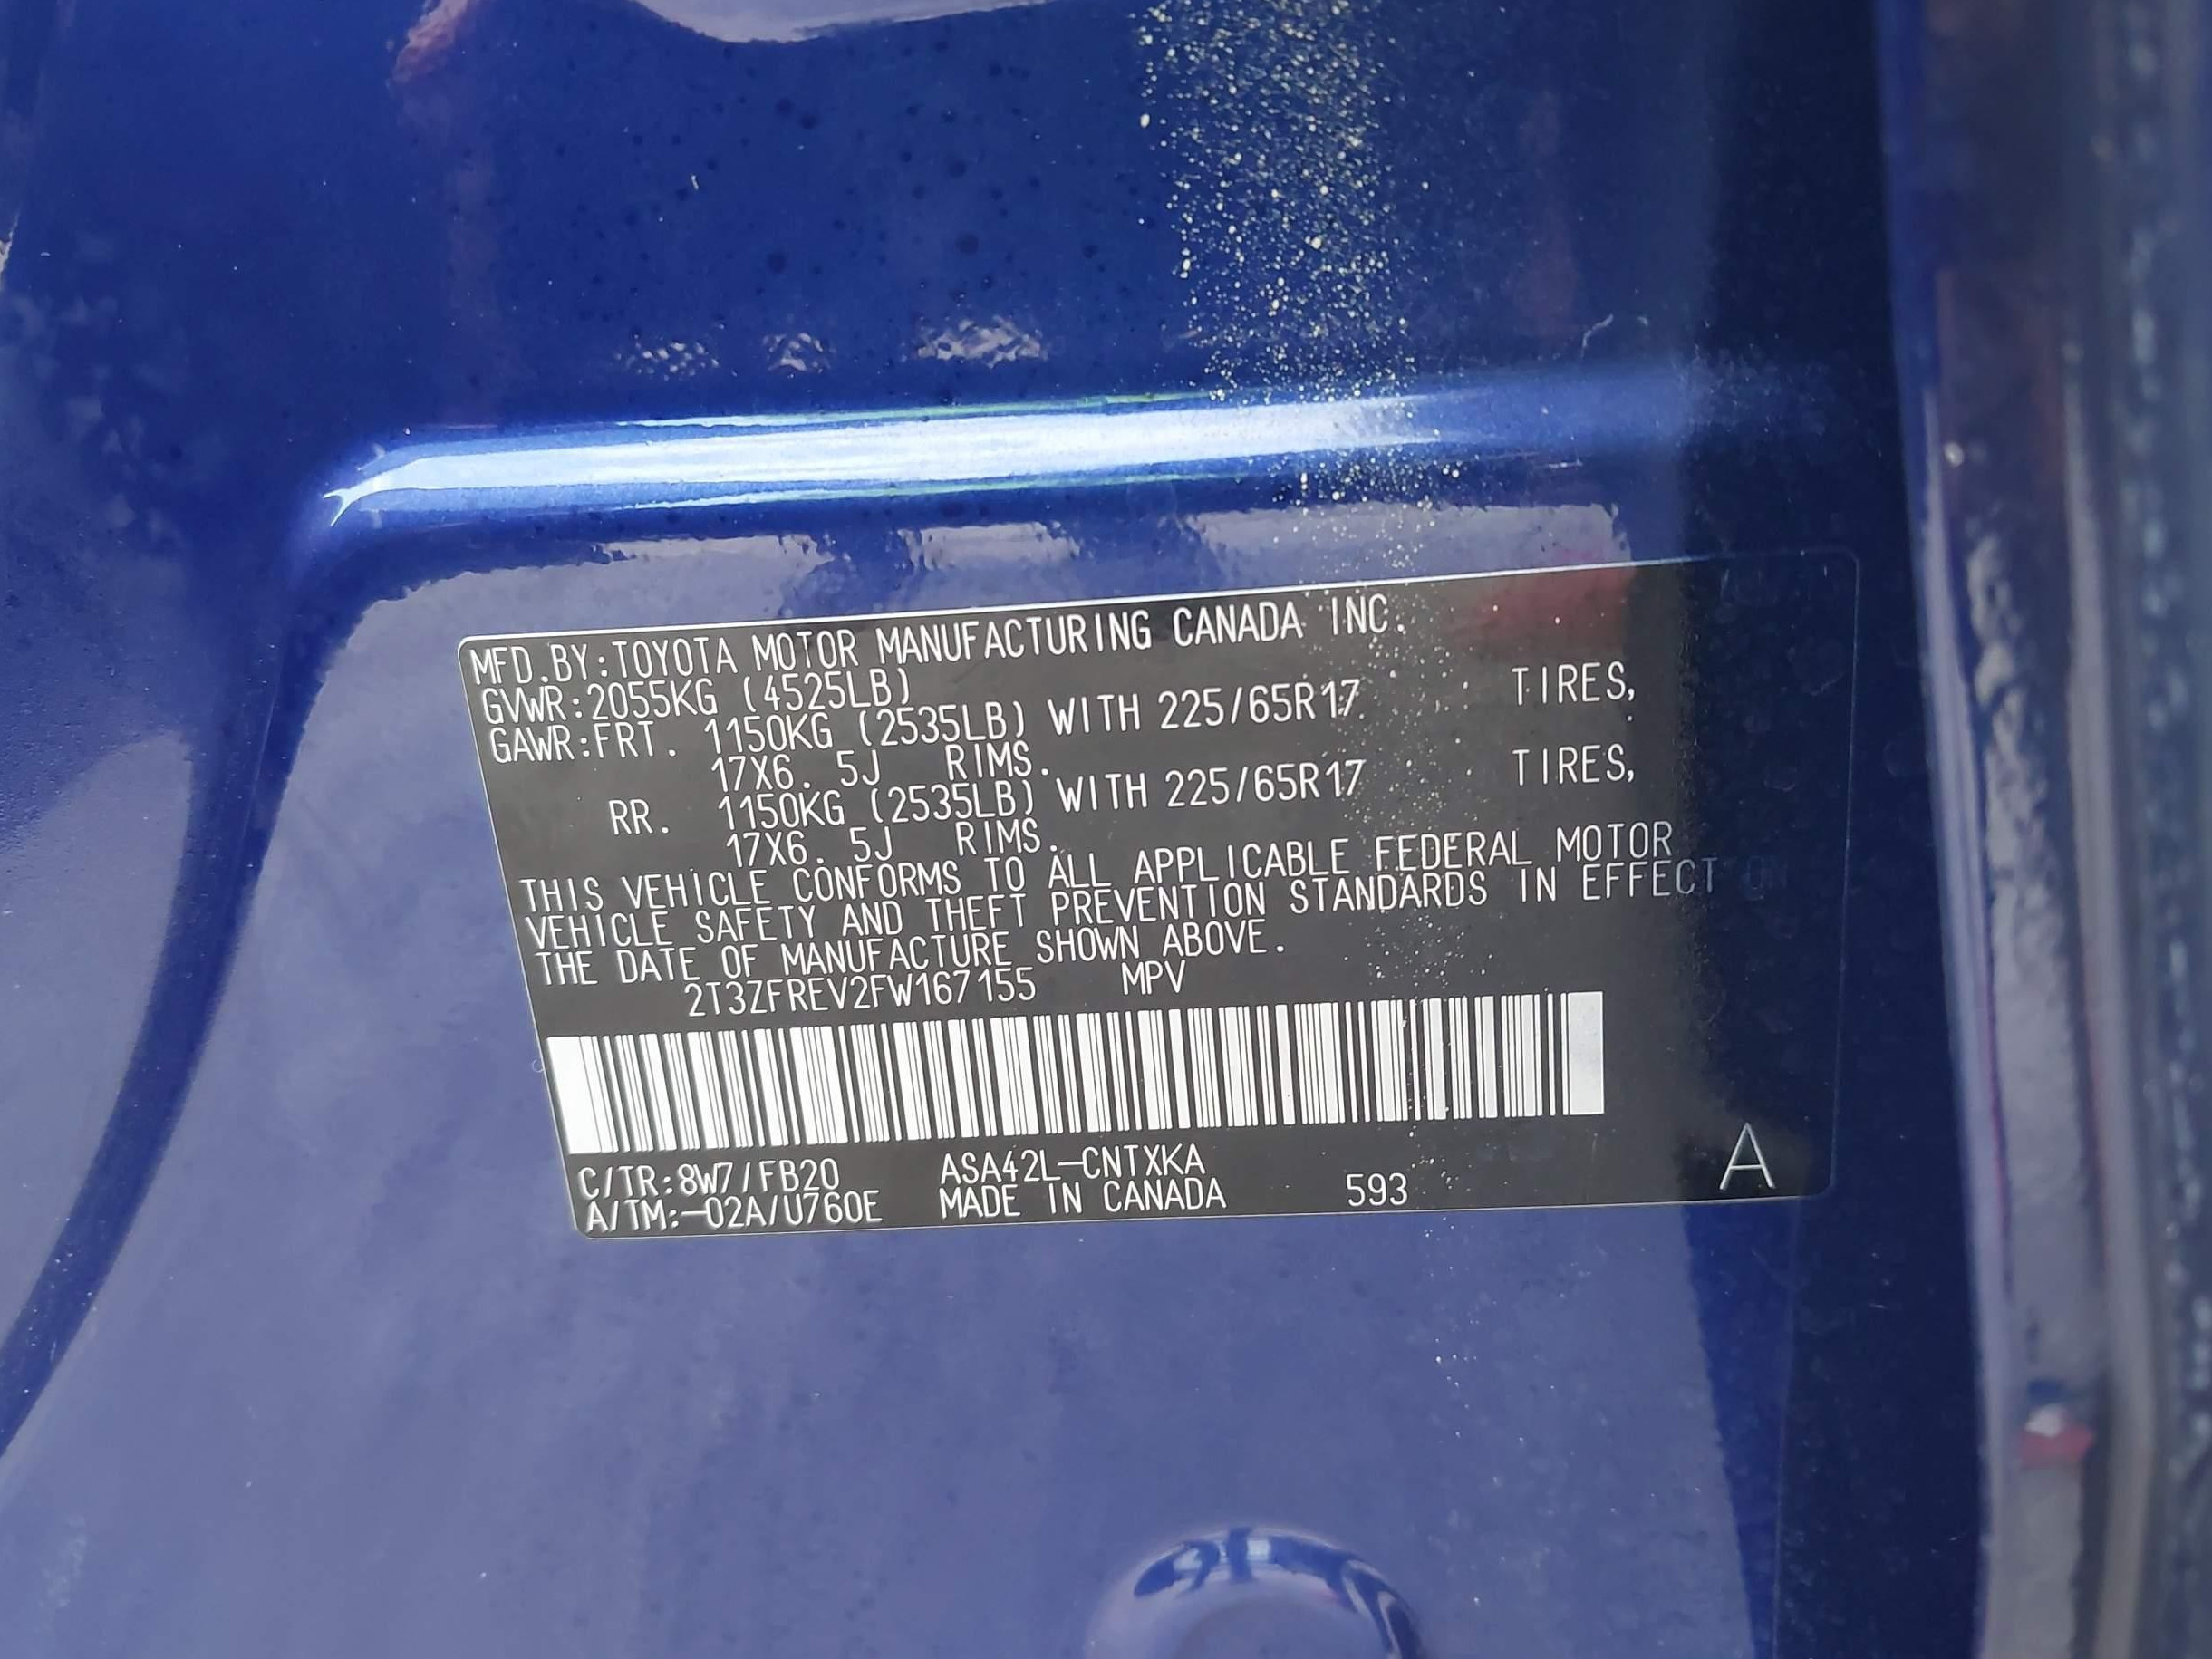 MFD.BY:TOYOTA MOTOR MANUFACTURING CANADA INC.
GVWR:2055KG (4525LB)
GAWR:FRT. 1150KG (2535LB) WITH 225/65R17 TIRES,
17X6.5J RIMS.
RR. 1150KG (2535LB) WITH 225/65R17 TIRES,
17X6.5J RIMS.
THIS VEHICLE CONFORMS TO ALL APPLICABLE FEDERAL MOTOR
VEHICLE SAFETY AND THEFT PREVENTION STANDARDS IN EFFECT ON
THE DATE OF MANUFACTURE SHOWN ABOVE.
2T3ZFREV2FW167155 MPV
C/TR:8W7/FB20 ASA42L-CNTXKA
A/TM:-02A/U760E MADE IN CANADA 593 A